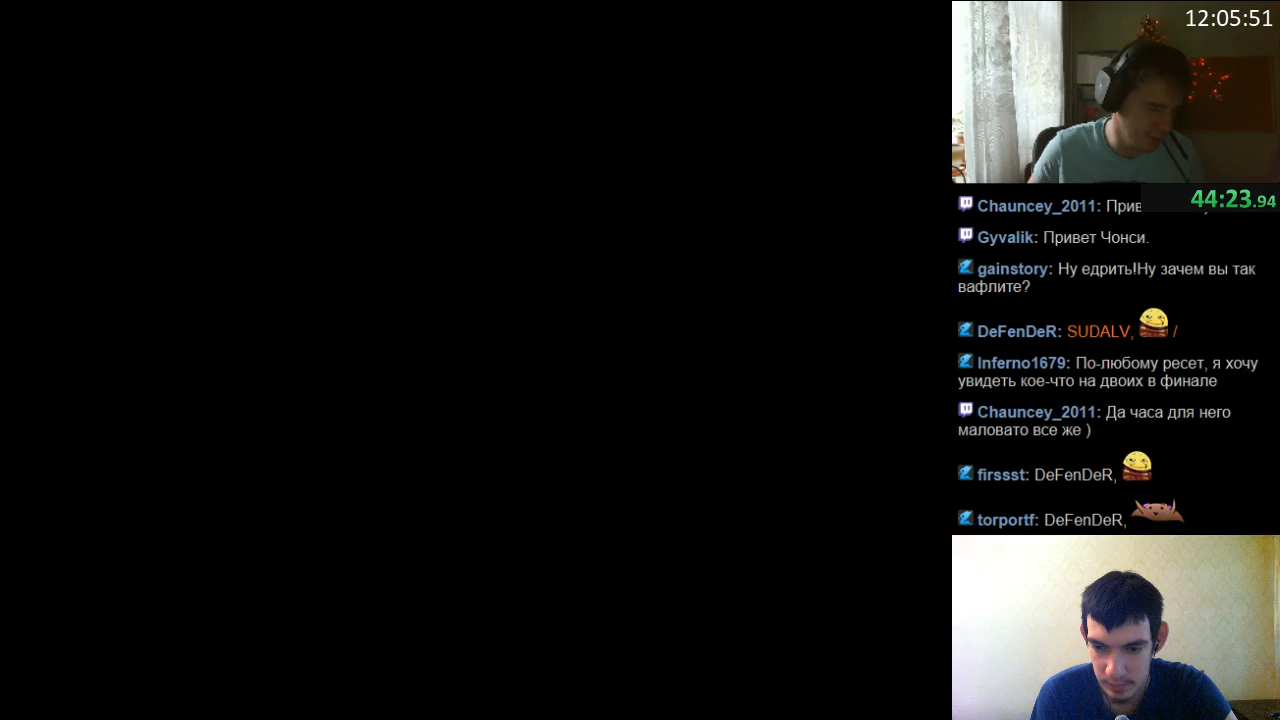 12:05:51
44:23.94
Chauncey_2011: Прив
Gyvalik: Привет Чонси.
gainstory: Ну едрить!Ну зачем вы так
вафлите?
DeFenDeR: SUDALV, /
Inferno1679: По-любому ресет, я хочу
увидеть кое-что на двоих в финале
Chauncey_2011: Да часа для него
маловато все же )
firssst: DeFenDeR,
torportf: DeFenDeR,